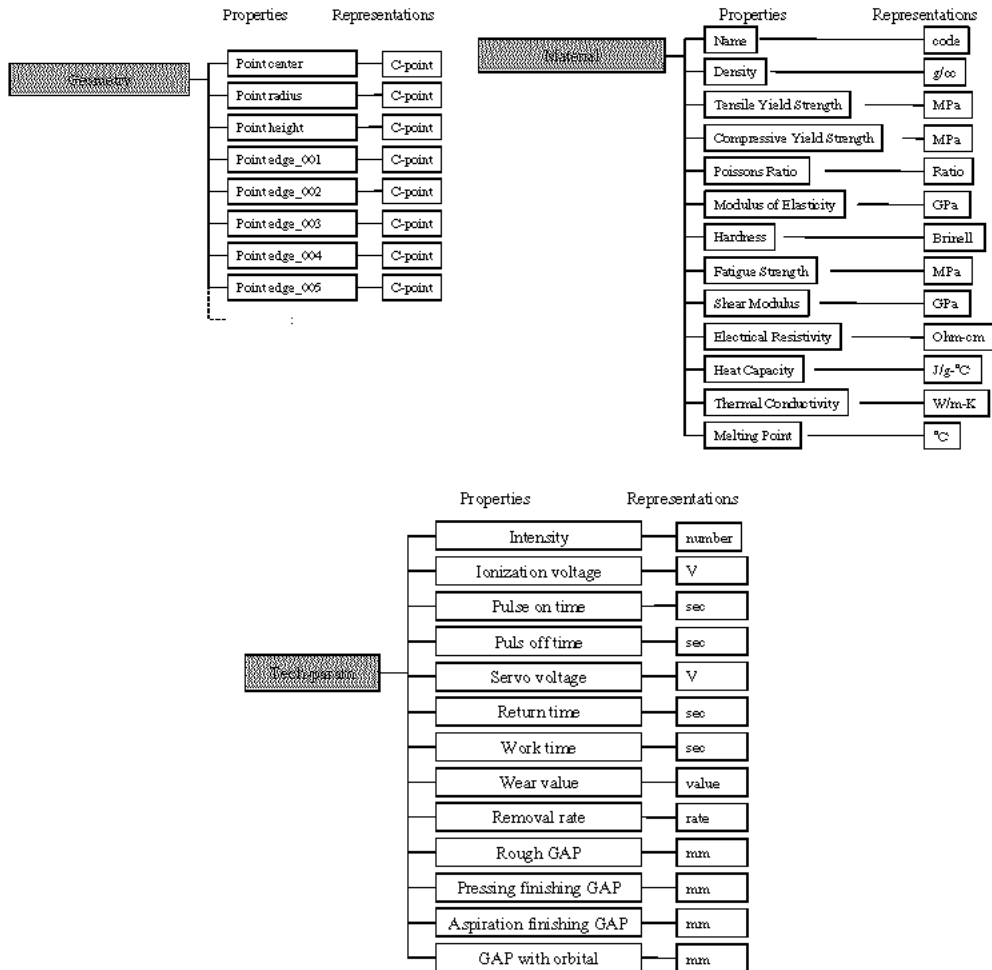 Properties Representations
Geometry
Point center C-point
Point radius C-point
Point height C-point
Point edge_001 C-point
Point edge_002 C-point
Point edge_003 C-point
Point edge_004 C-point
Point edge_005 C-point
:
Properties Representations
Material
Name code
Density g/cc
Tensile Yield Strength MPa
Compressive Yield Strength MPa
Poissons Ratio Ratio
Modulus of Elasticity GPa
Hardness Brinell
Fatigue Strength MPa
Shear Modulus GPa
Electrical Resistivity Ohm-cm
Heat Capacity J/g-°C
Thermal Conductivity W/m-K
Melting Point °C
Properties Representations
Tech-param
Intensity number
Ionization voltage V
Pulse on time sec
Puls off time sec
Servo voltage V
Return time sec
Work time sec
Wear value value
Removal rate rate
Rough GAP mm
Pressing finishing GAP mm
Aspiration finishing GAP mm
GAP with orbital mm